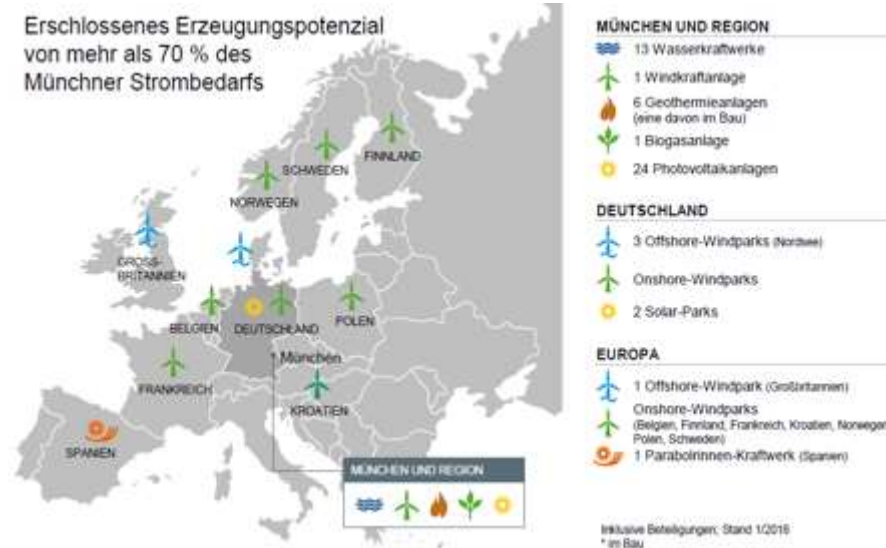 Erschlossenes Erzeugungspotenzial
von mehr als 70 % des
Münchner Strombedarfs
FINNLAND
SCHWEDEN
NORWEGEN
GROSS-
BRITANNIEN
BELGIEN
DEUTSCHLAND
POLEN
München
FRANKREICH
KROATIEN
SPANIEN
MÜNCHEN UND REGION
MÜNCHEN UND REGION
13 Wasserkraftwerke
1 Windkraftanlage
6 Geothermieanlagen
(eine davon im Bau)
1 Biogasanlage
24 Photovoltaikanlagen
DEUTSCHLAND
3 Offshore-Windparks (Nordsee)
Onshore-Windparks
2 Solar-Parks
EUROPA
1 Offshore-Windpark (Großbritannien)
Onshore-Windparks
(Belgien, Finnland, Frankreich, Kroatien, Norwegen
Polen, Schweden)
1 Parabolrinnen-Kraftwerk (Spanien)
Inklusive Beteiligungen; Stand 1/2018
* im Bau